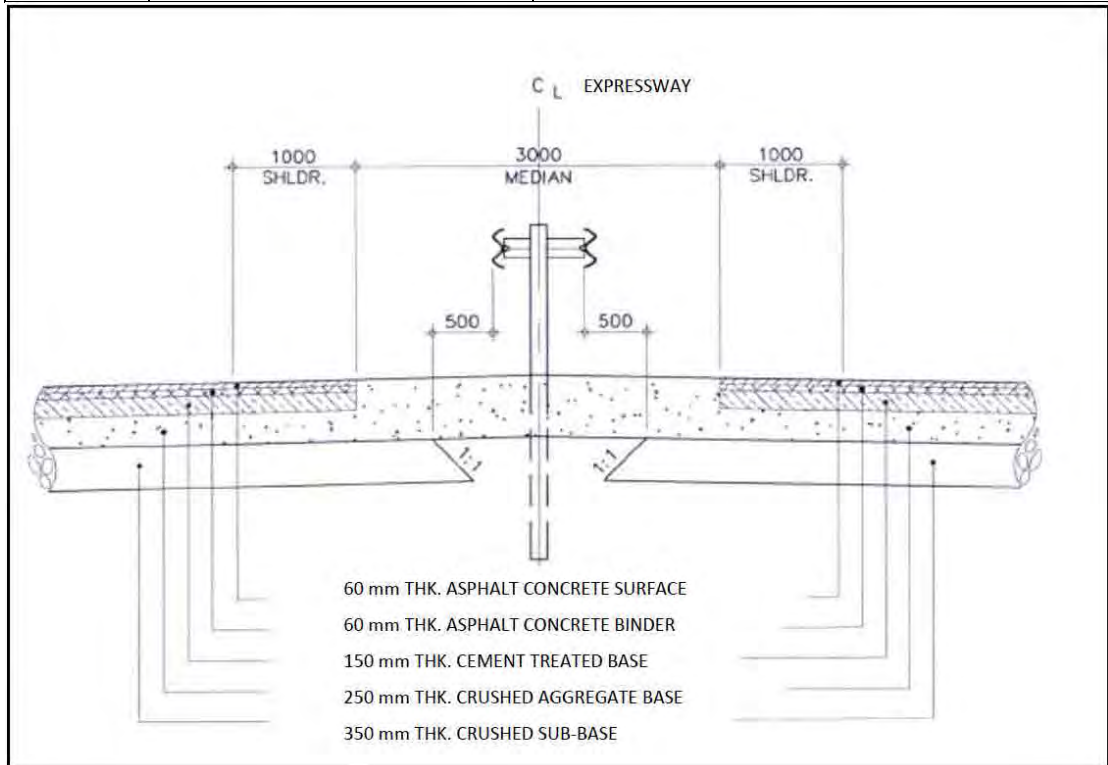 C L EXPRESSWAY
1000 3000 1000
SHLDR. MEDIAN SHLDR.
500 500
1:1 1:1
60 mm THK. ASPHALT CONCRETE SURFACE
60 mm THK. ASPHALT CONCRETE BINDER
150 mm THK. CEMENT TREATED BASE
250 mm THK. CRUSHED AGGREGATE BASE
350 mm THK. CRUSHED SUB-BASE